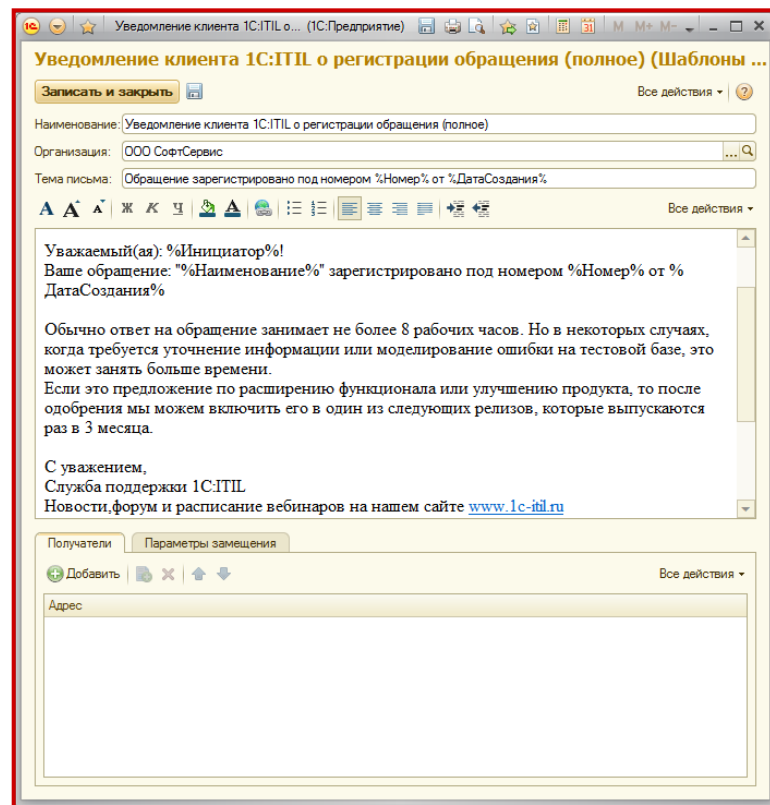 Уведомление клиента 1С:ITIL о... (1С:Предприятие) 31 M M+ M-
Уведомление клиента 1С:ITIL о регистрации обращения (полное) (Шаблоны ...
Записать и закрыть Все действия ?
Наименование: Уведомление клиента 1С:ITIL о регистрации обращения (полное)
Организация: ООО СофтСервис ...
Тема письма: Обращение зарегистрировано под номером %Номер% от %ДатаСоздания%
А А А Ж К Ч А Все действия
Уважаемый(ая): %Инициатор%!
Ваше обращение: "%Наименование%" зарегистрировано под номером %Номер% от %
ДатаСоздания%
Обычно ответ на обращение занимает не более 8 рабочих часов. Но в некоторых случаях,
когда требуется уточнение информации или моделирование ошибки на тестовой базе, это
может занять больше времени.
Если это предложение по расширению функционала или улучшению продукта, то после
одобрения мы можем включить его в один из следующих релизов, которые выпускаются
раз в 3 месяца.
С уважением,
Служба поддержки 1С:ITIL
Новости,форум и расписание вебинаров на нашем сайте www.1c-itil.ru
Получатели Параметры замещения
Добавить Все действия
Адрес